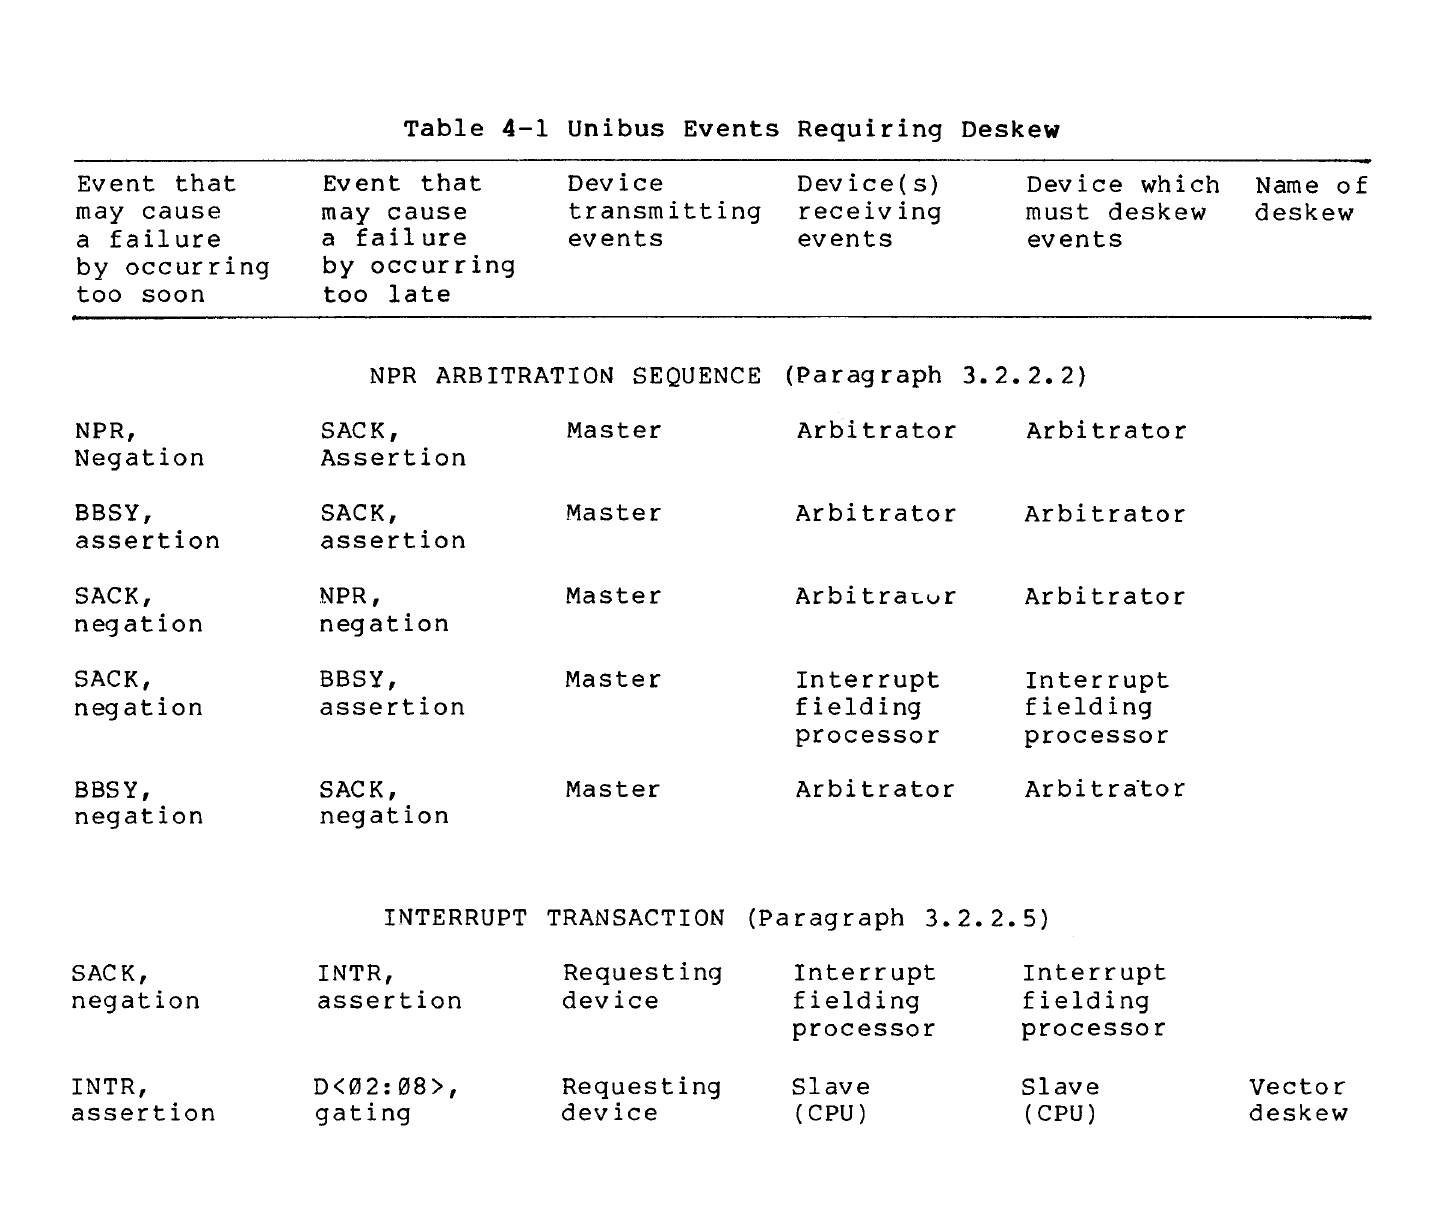 Table 4-1 Unibus Events Requiring Deskew
Event that Event that Device Device(s) Device which Name of
may cause may cause transmitting receiving must deskew deskew
a failure a failure events events events
by occurring by occurring
too soon too late
NPR ARBITRATION SEQUENCE (Paragraph 3.2.2.2)
NPR, SACK, Master Arbitrator Arbitrator
Negation Assertion
BBSY, SACK, Master Arbitrator Arbitrator
assertion assertion
SACK, NPR, Master Arbitrator Arbitrator
negation negation
SACK, BBSY, Master Interrupt Interrupt
negation assertion fielding fielding
processor processor
BBSY, SACK, Master Arbitrator Arbitrator
negation negation
INTERRUPT TRANSACTION (Paragraph 3.2.2.5)
SACK, INTR, Requesting Interrupt Interrupt
negation assertion device fielding fielding
processor processor
INTR, D<02:08>, Requesting Slave Slave Vector
assertion gating device (CPU) (CPU) deskew